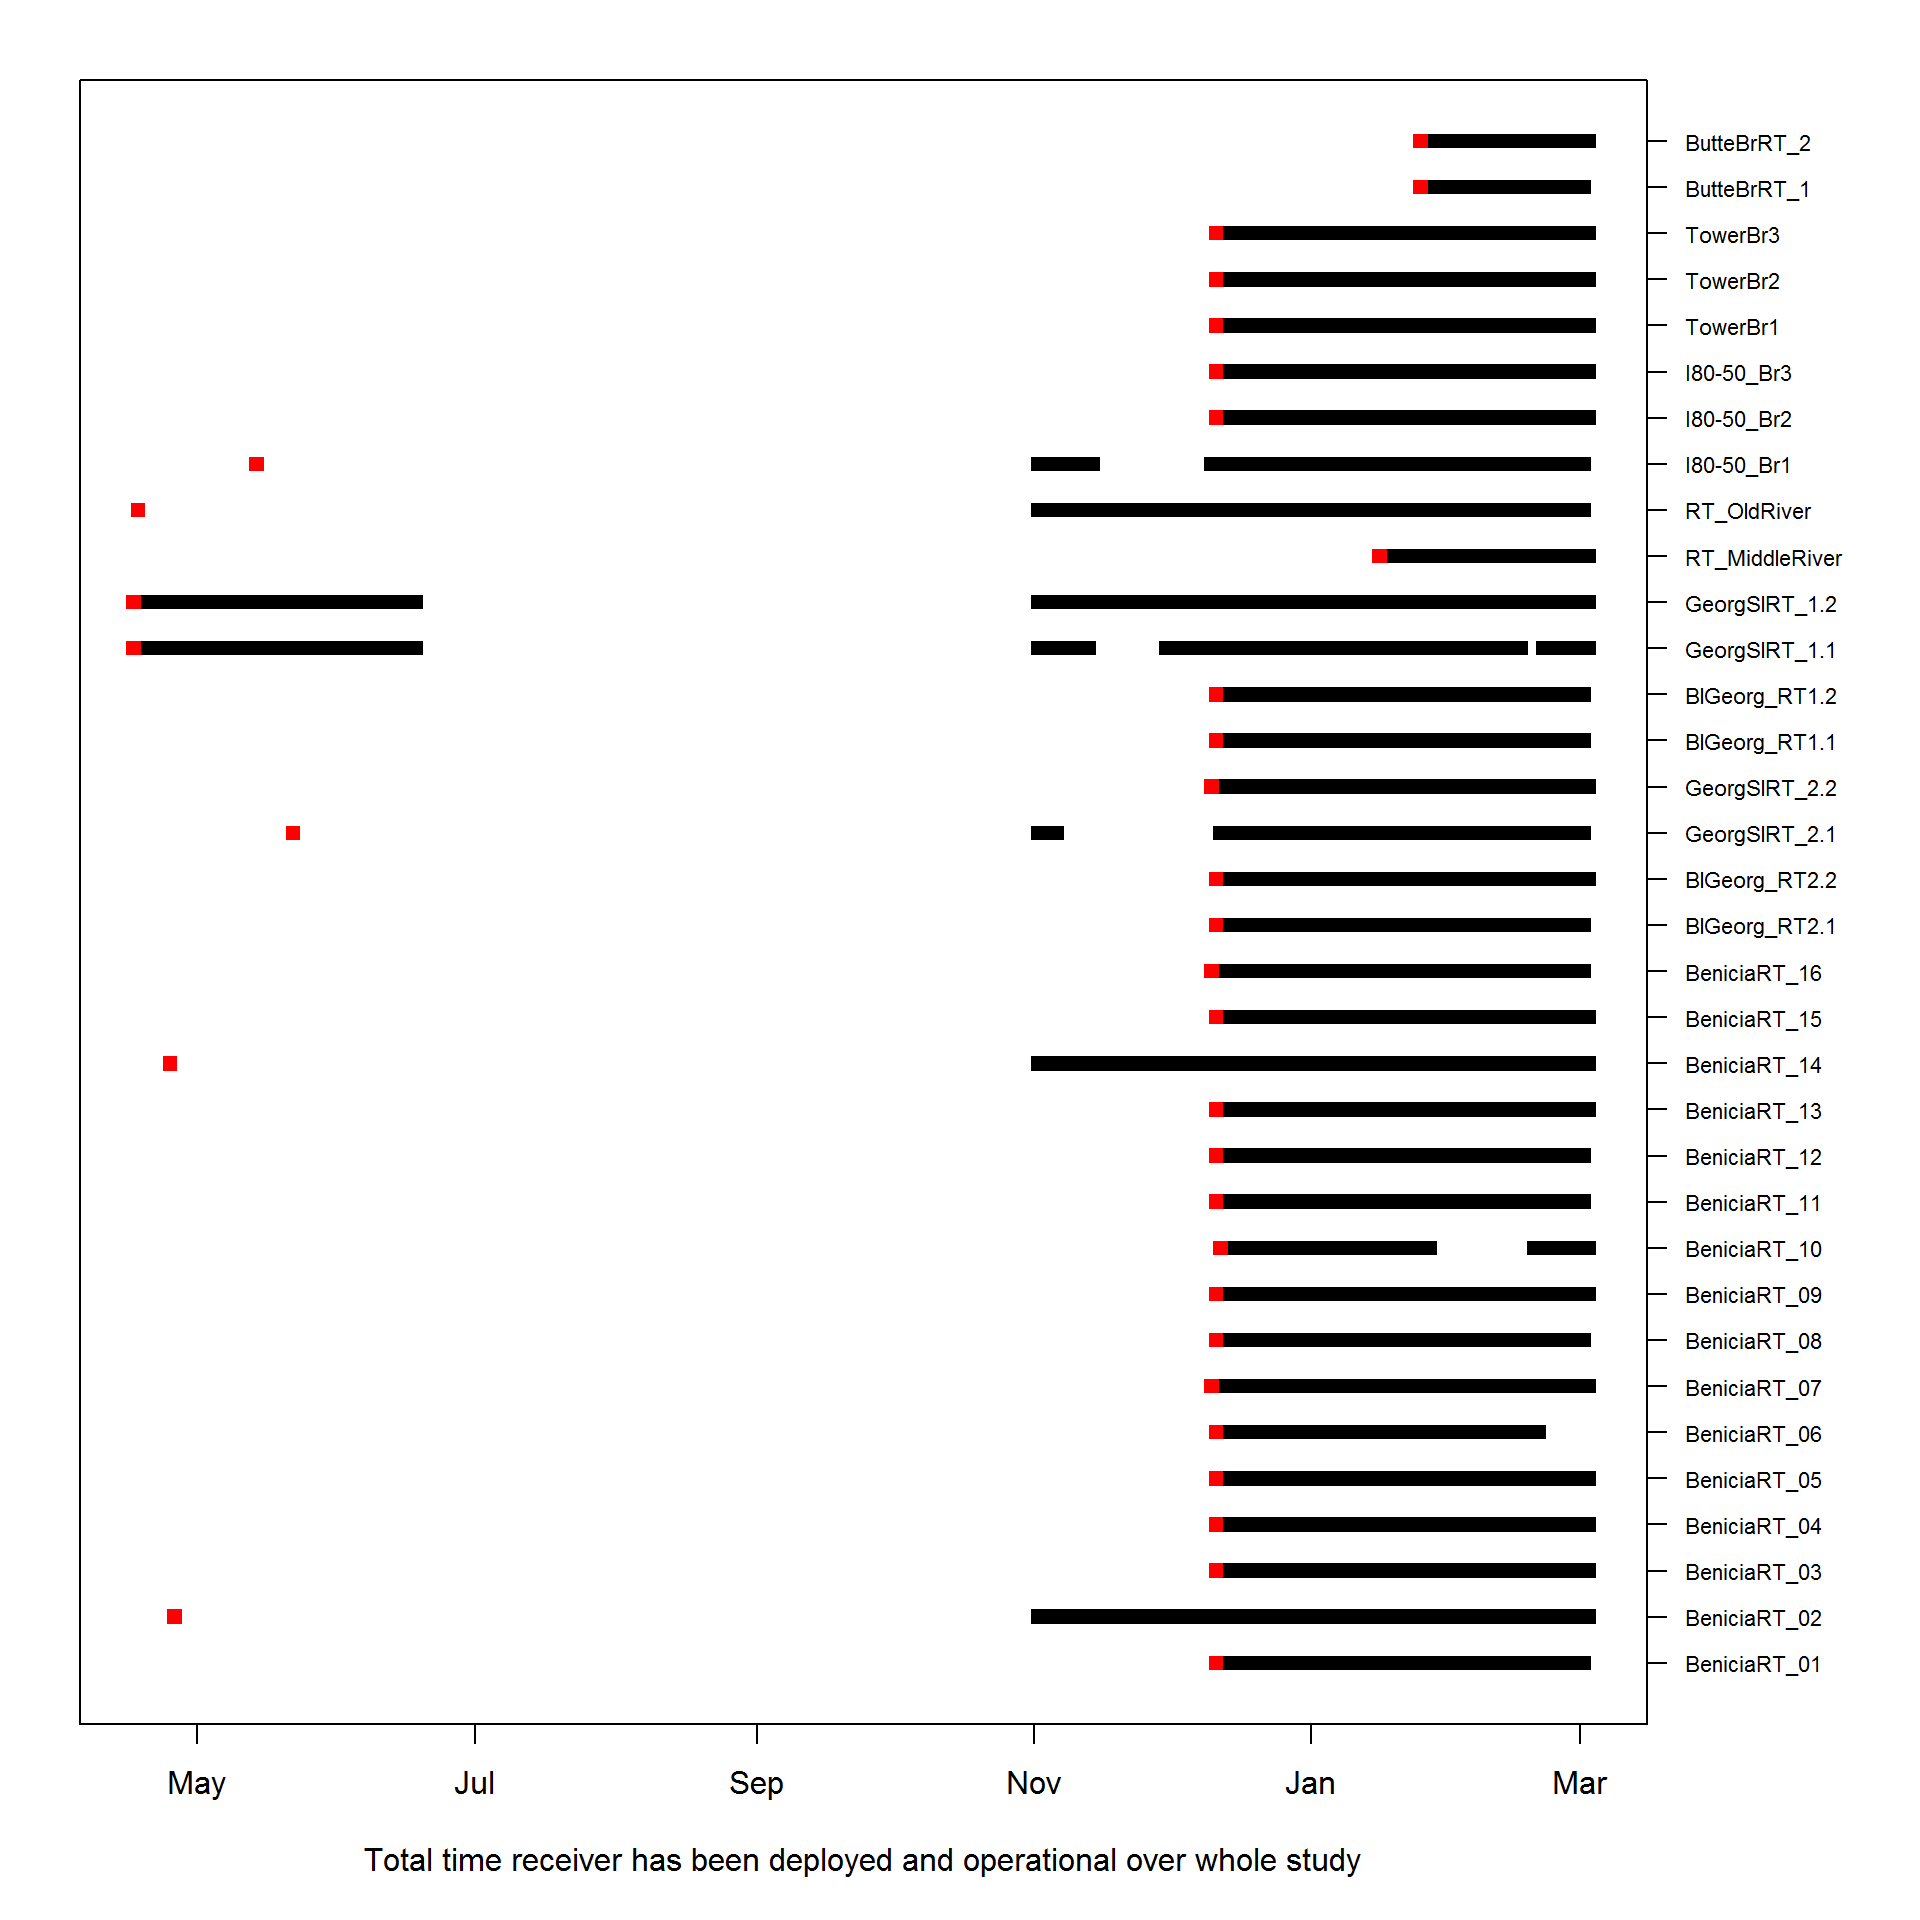 ButteBrRT_2
ButteBrRT_1
TowerBr3
TowerBr2
TowerBr1
I80-50_Br3
I80-50_Br2
I80-50_Br1
RT_OldRiver
RT_MiddleRiver
GeorgSlRT_1.2
GeorgSlRT_1.1
BlGeorg_RT1.2
BlGeorg_RT1.1
GeorgSlRT_2.2
GeorgSlRT_2.1
BlGeorg_RT2.2
BlGeorg_RT2.1
BeniciaRT_16
BeniciaRT_15
BeniciaRT_14
BeniciaRT_13
BeniciaRT_12
BeniciaRT_11
BeniciaRT_10
BeniciaRT_09
BeniciaRT_08
BeniciaRT_07
BeniciaRT_06
BeniciaRT_05
BeniciaRT_04
BeniciaRT_03
BeniciaRT_02
BeniciaRT_01
May Jul Sep Nov Jan Mar
Total time receiver has been deployed and operational over whole study